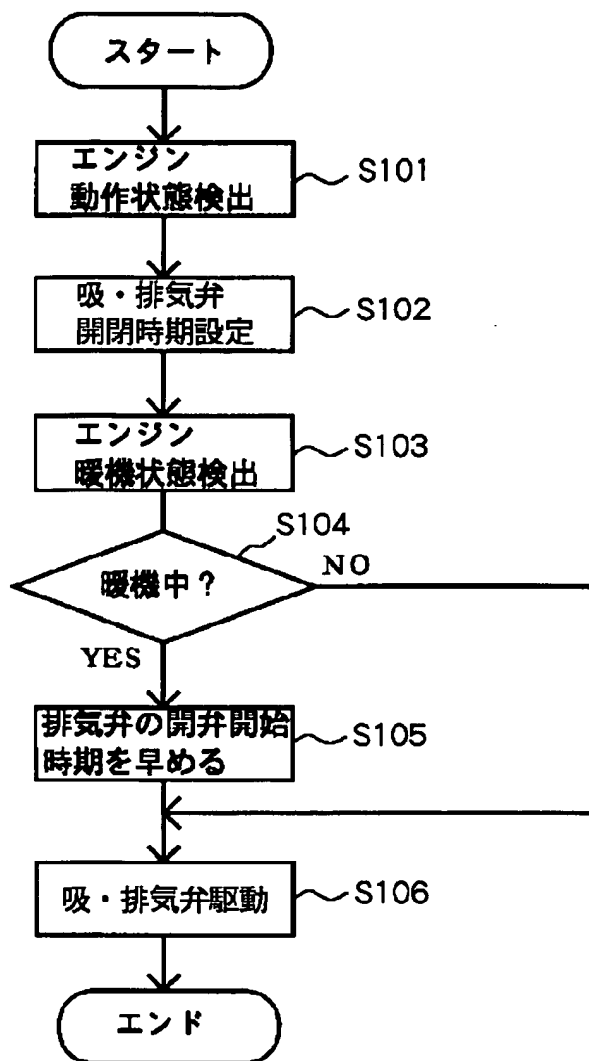 スタート
エンジン
動作状態検出
S101
吸・排気弁
開閉時期設定
S102
エンジン
暖機状態検出
S103
S104
暖機中?
NO
YES
排気弁の開弁開始
時期を早める
S105
吸・排気弁駆動
S106
エンド